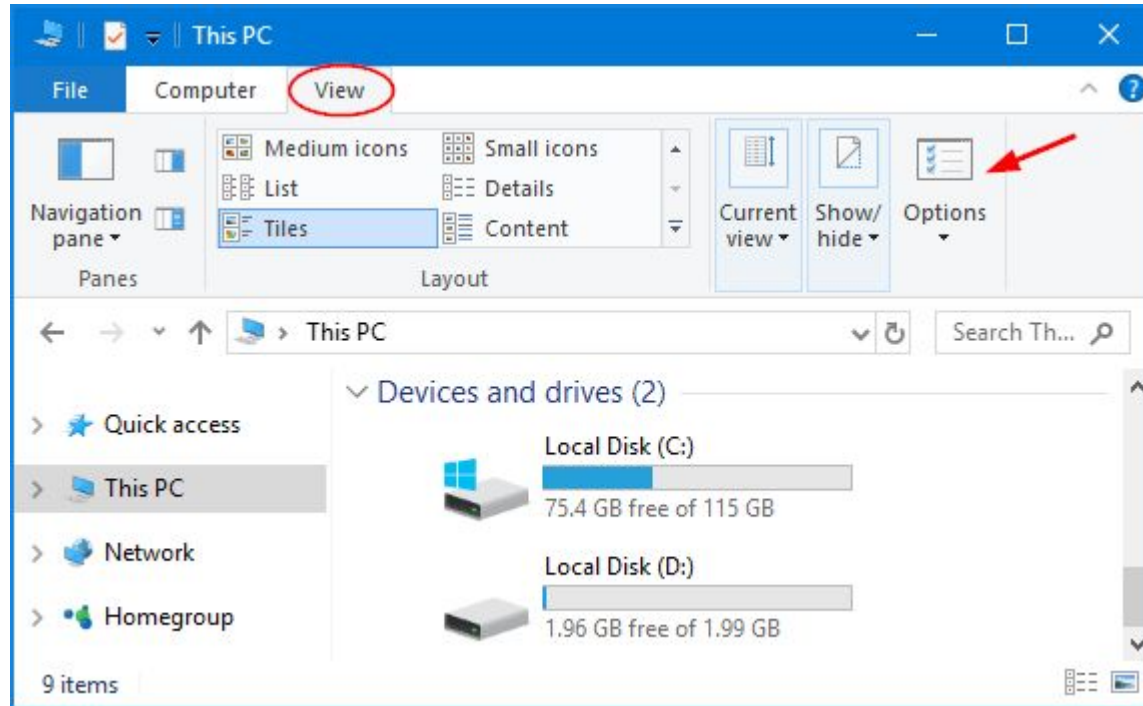 This PC
File Computer View
Medium icons Small icons
List Details
Tiles Content
Navigation pane
Current view
Show/ hide
Options
Panes
Layout
This PC
Search Th...
Quick access
This PC
Network
Homegroup
Devices and drives (2)
Local Disk (C:)
75.4 GB free of 115 GB
Local Disk (D:)
1.96 GB free of 1.99 GB
9 items